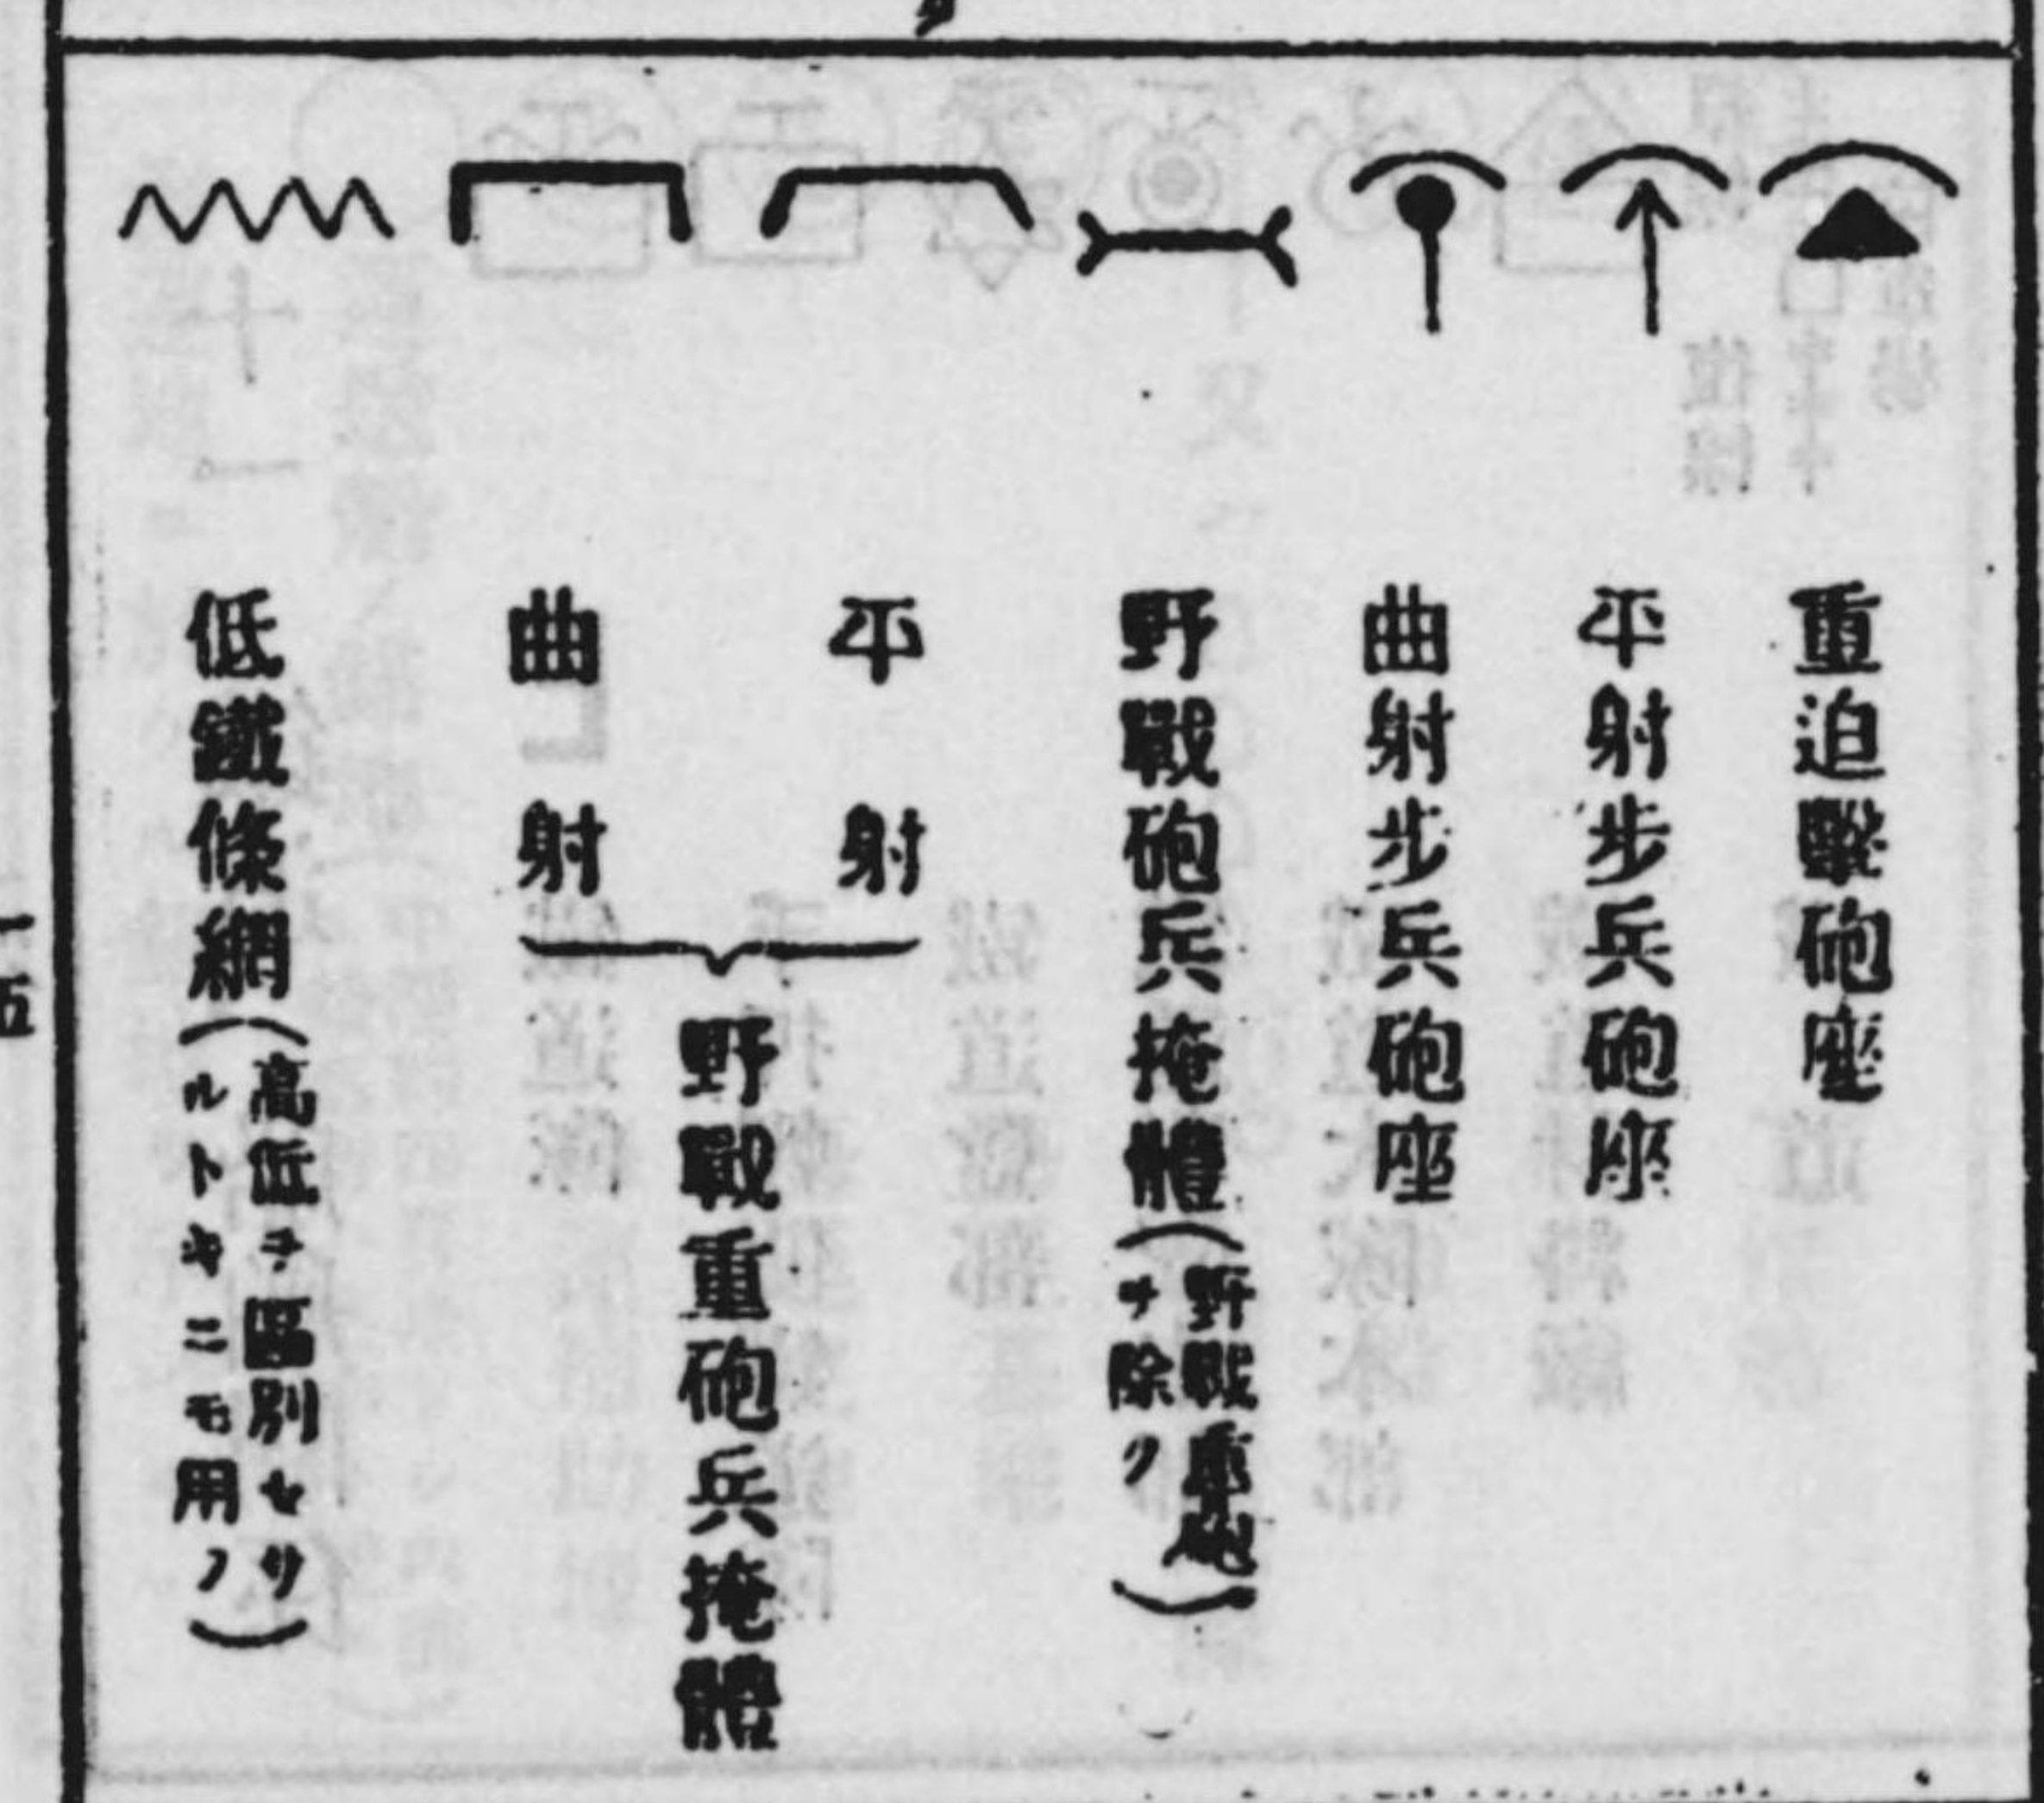 重迫擊砲座
平射步兵砲座
曲射步兵砲座
野戰砲兵掩體(野戰重砲
ヲ除ク)
平射
曲射
野戰重砲兵掩體
低鐵條網(高低ヲ區別セサ
ルトキニモ用フ)
一五